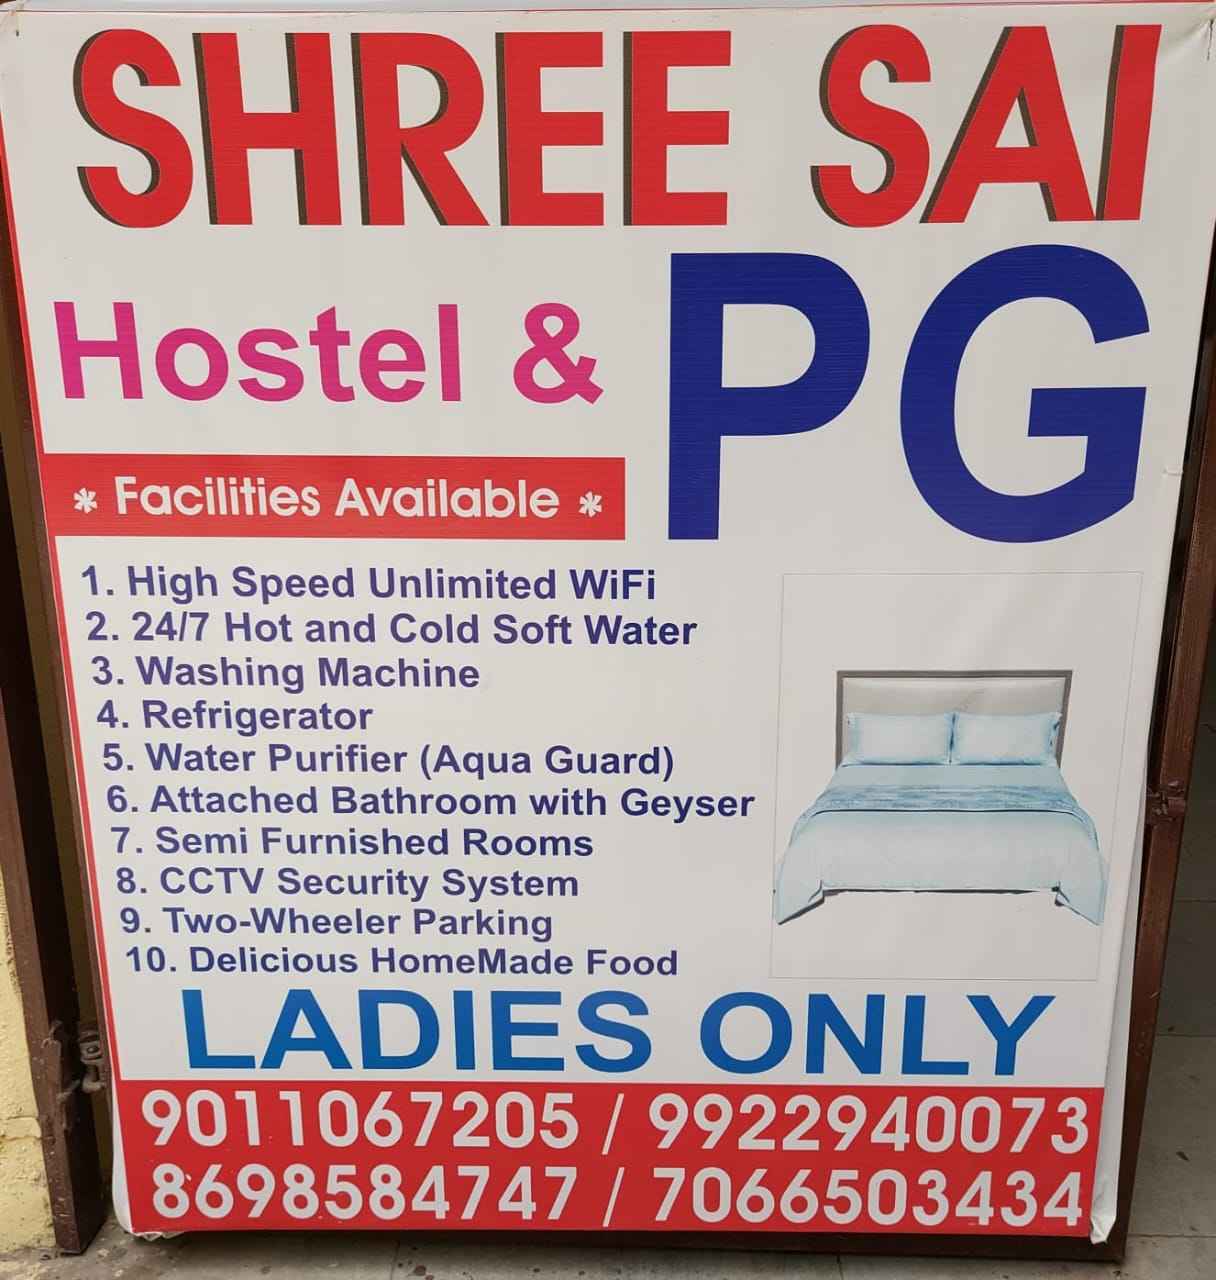 SHREE SAI
Hostel & PG
* Facilities Available *
1. High Speed Unlimited WiFi
2. 24/7 Hot and Cold Soft Water
3. Washing Machine
4. Refrigerator
5. Water Purifier (Aqua Guard)
6. Attached Bathroom with Geyser
7. Semi Furnished Rooms
8. CCTV Security System
9. Two-Wheeler Parking
10. Delicious HomeMade Food
LADIES ONLY
9011067205 / 9922940073
8698584747 / 7066503434